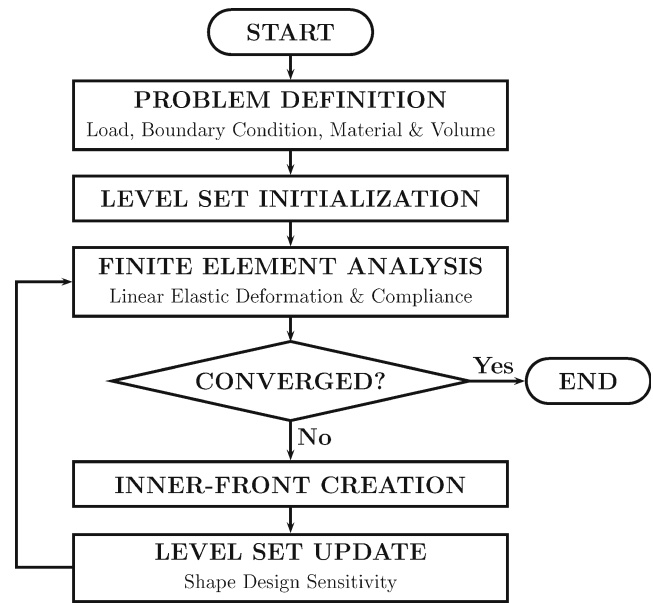 START
PROBLEM DEFINITION
Load, Boundary Condition, Material & Volume
LEVEL SET INITIALIZATION
FINITE ELEMENT ANALYSIS
Linear Elastic Deformation & Compliance
CONVERGED?
Yes
END
No
INNER-FRONT CREATION
LEVEL SET UPDATE
Shape Design Sensitivity